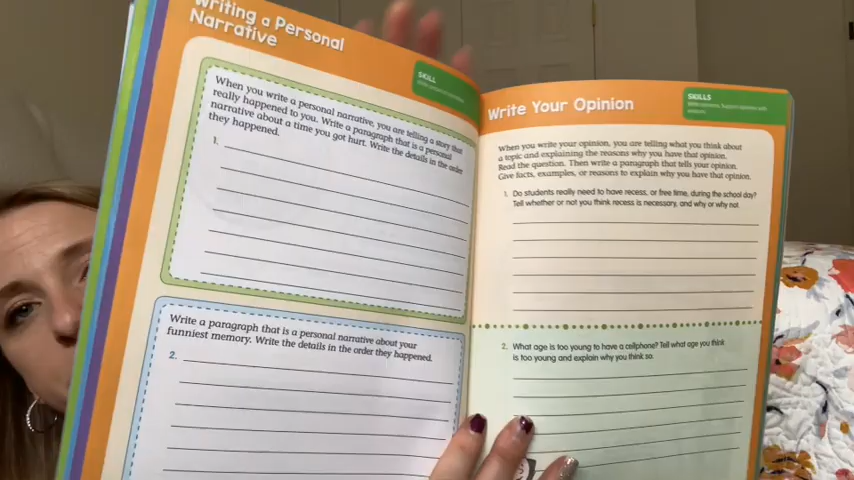 Writing a Personal
Narrative
SKILL
When you write a personal narrative, you are telling a story that
really happened to you. Write a paragraph that is a personal
narrative about a time you got hurt. Write the details in the order
they happened.
1.
Write a paragraph that is a personal narrative about your
funniest memory. Write the details in the order they happened.
2.
Write Your Opinion
SKILLS
When you write your opinion, you are telling what you think about
a topic and explaining the reasons why you have that opinion.
Read the question. Then write a paragraph that tells your opinion.
Give facts, examples, or reasons to explain why you have that opinion.
1. Do students really need to have recess, or free time, during the school day?
Tell whether or not you think recess is necessary, and why or why not.
2. What age is too young to have a cellphone? Tell what age you think
is too young and explain why you think so.